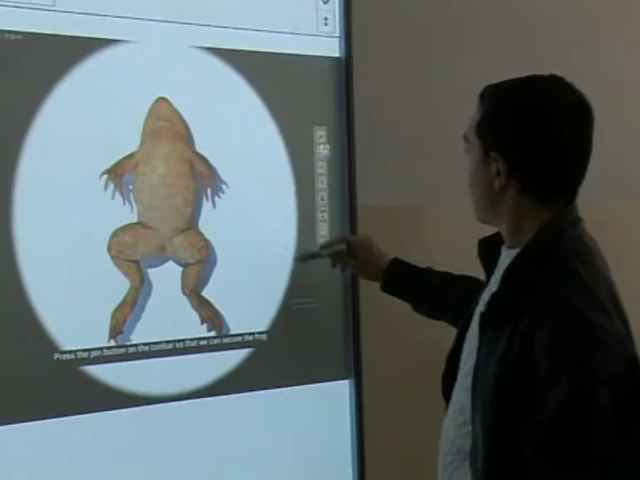 Press the pin button on the toolbar so that we can secure the frog